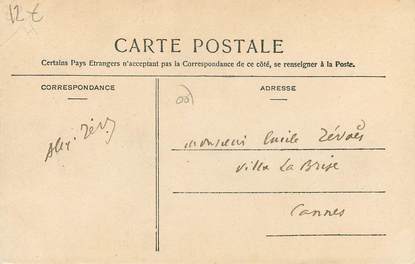 12 €
CARTE POSTALE
Certains Pays Etrangers n'acceptent pas la Correspondance de ce côté, se renseigner à la Poste.
CORRESPONDANCE
ADRESSE
Monsieur Emile Zévaès
Villa La Brise
Cannes